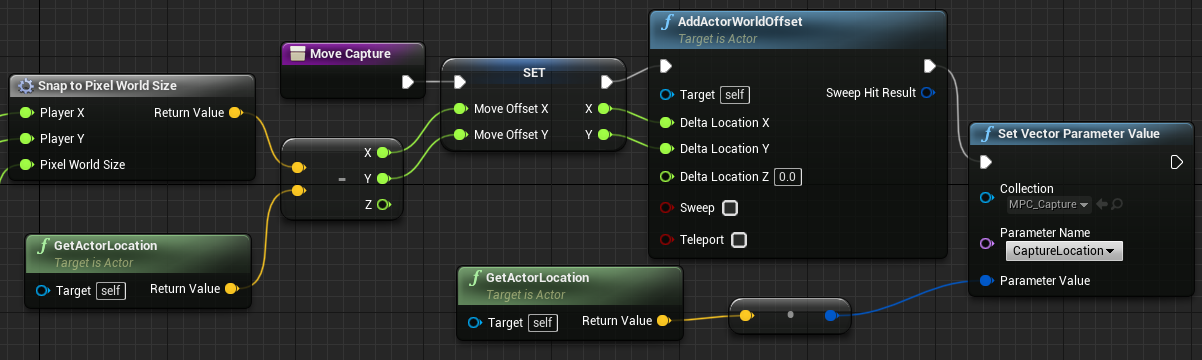 Snap to Pixel World Size
Player X
Return Value
Player Y
Pixel World Size
GetActorLocation
Target is Actor
Target self
Return Value
Move Capture
X
- Y
Z
SET
Move Offset X X
Move Offset Y Y
GetActorLocation
Target is Actor
Target self
Return Value
AddActorWorldOffset
Target is Actor
Target self
Sweep Hit Result
Delta Location X
Delta Location Y
Delta Location Z 0.0
Sweep
Teleport
Set Vector Parameter Value
Collection
MPC_Capture
Parameter Name
CaptureLocation
Parameter Value